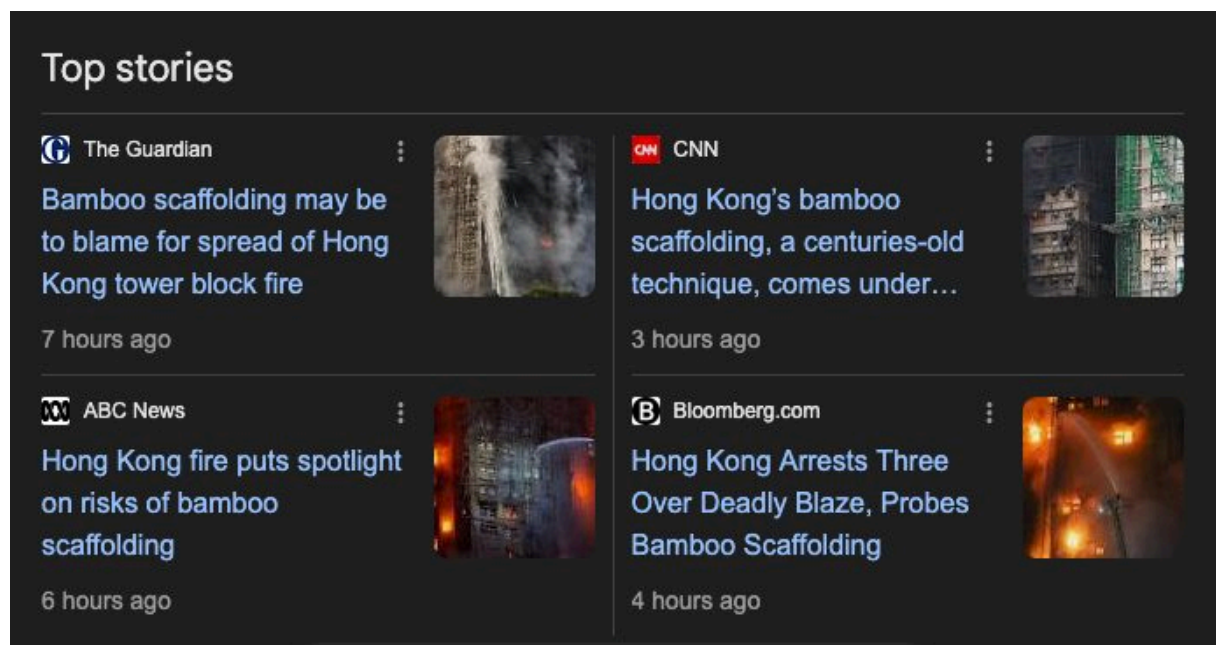 Top stories
The Guardian
Bamboo scaffolding may be
to blame for spread of Hong
Kong tower block fire
7 hours ago
CNN
CNN
Hong Kong's bamboo
scaffolding, a centuries-old
technique, comes under...
3 hours ago
ABC News
Hong Kong fire puts spotlight
on risks of bamboo
scaffolding
6 hours ago
B
Bloomberg.com
Hong Kong Arrests Three
Over Deadly Blaze, Probes
Bamboo Scaffolding
4 hours ago